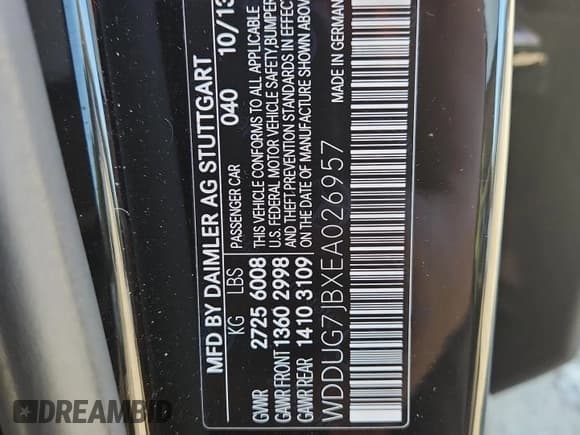 MFD BY DAIMLER AG STUTTGART
040 10/13
KG LBS PASSENGER CAR
GVWR 2725 6008
GAWR FRONT 1360 2998
GAWR REAR 1410 3109
THIS VEHICLE CONFORMS TO ALL APPLICABLE
U.S. FEDERAL MOTOR VEHICLE SAFETY, BUMPER
AND THEFT PREVENTION STANDARDS IN EFFECT
ON THE DATE OF MANUFACTURE SHOWN ABOVE
WDDUG7JBXEA026957
MADE IN GERMANY
DREAMBID